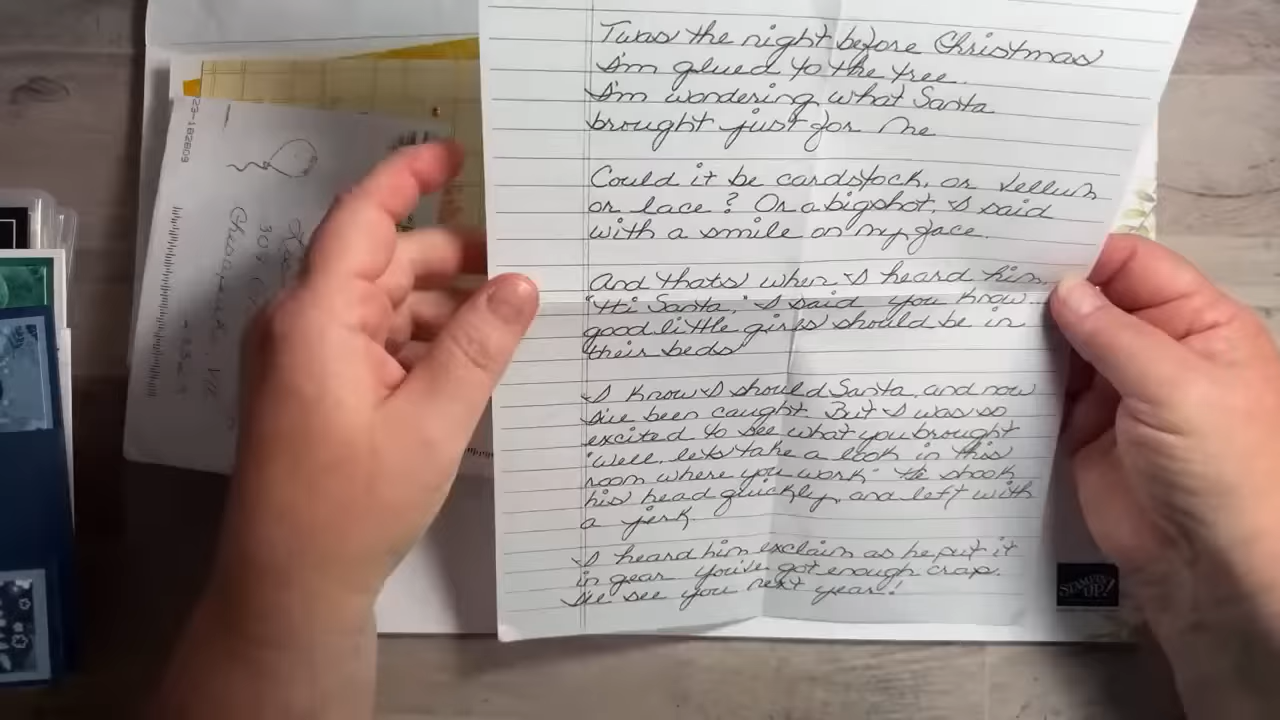 Twas the night before Christmas
I'm glued to the tree.
I'm wondering what Santa
brought just for me
Could it be cardstock, or vellum
or lace? Or a bigshot, I said
with a smile on my face.
And thats when I heard him,
"Hi Santa," I said you know
good little girls should be in
their beds
I know I should Santa, and now
I've been caught. But I was so
excited to see what you brought
"Well, lets take a look in this
room where you work" He shook
his head quickly, and left with
a jerk
I heard him exclaim as he put it
in gear you've got enough crap.
I'll see you next year!
STAMPIN' UP!